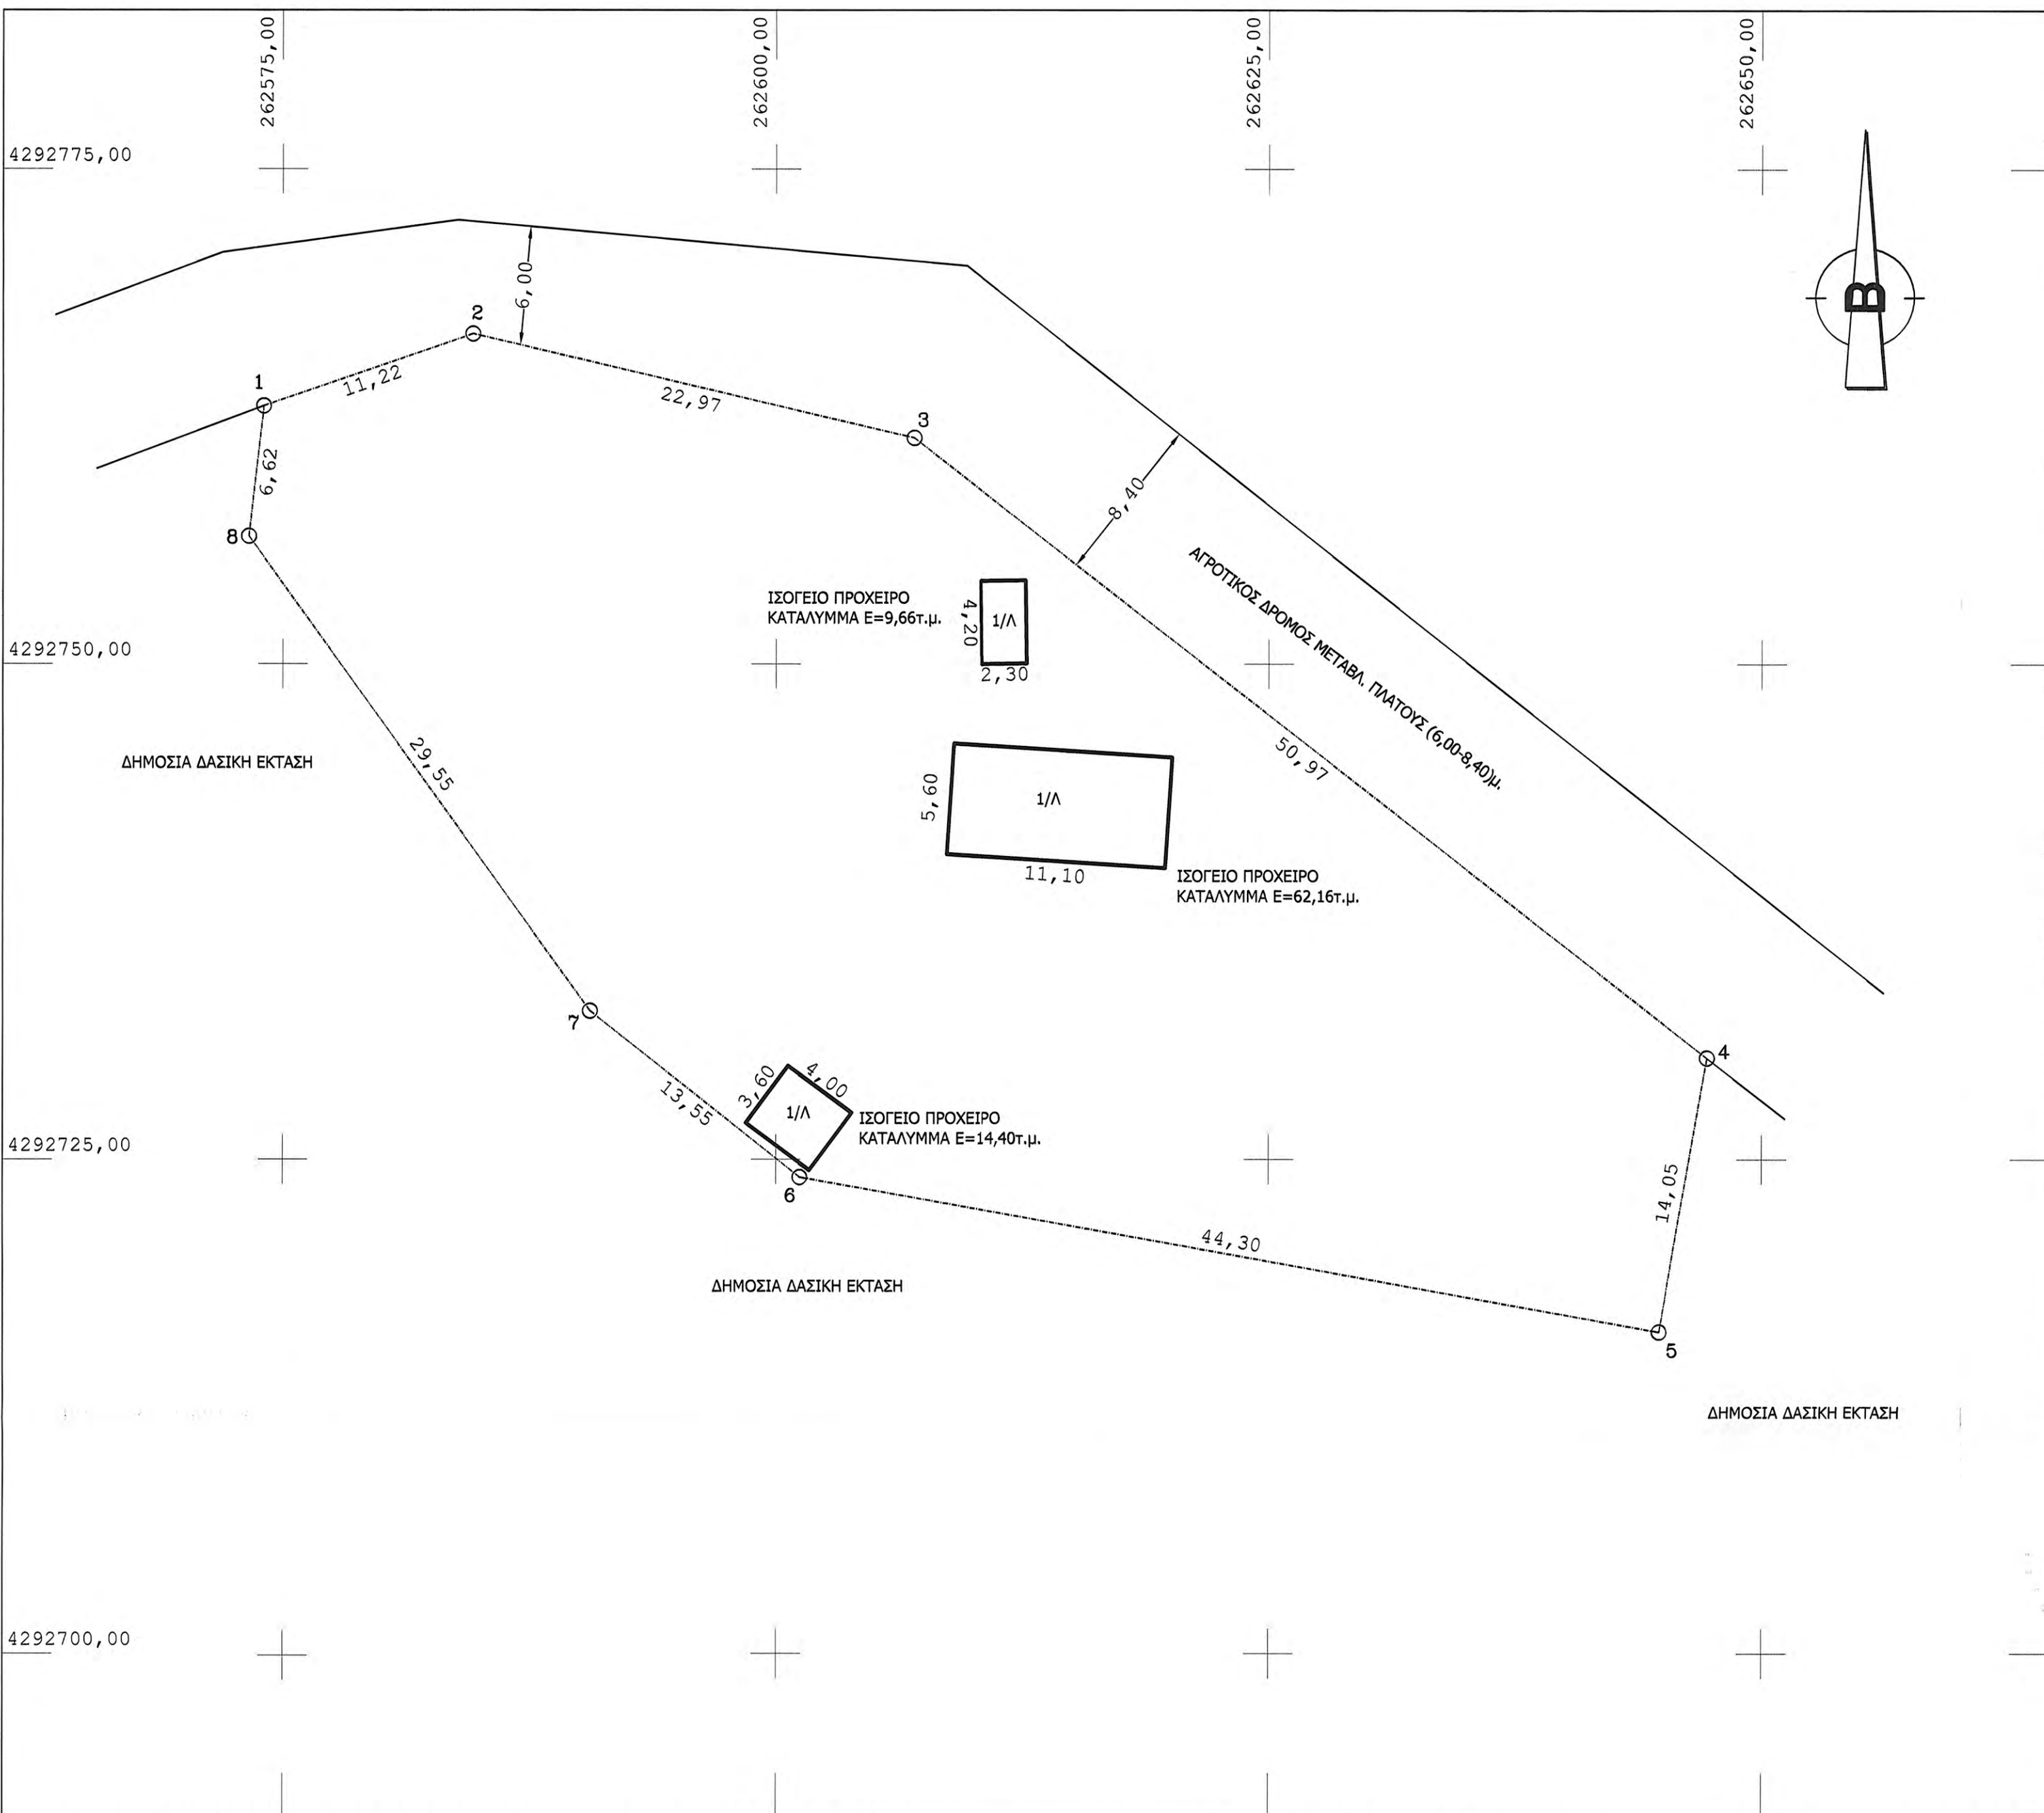 262575,00
262600,00
262625,00
262650,00
4292775,00
Β
6,00
2
1
11,22
22,97
3
6,62
8,40
8
ΑΓΡΟΤΙΚΟΣ ΔΡΟΜΟΣ ΜΕΤΑΒΛ. ΠΛΑΤΟΥΣ (6,00-8,40)μ.
ΙΣΟΓΕΙΟ ΠΡΟΧΕΙΡΟ
ΚΑΤΑΛΥΜΜΑ Ε=9,66τ.μ.
4,20
1/Λ
2,30
4292750,00
29,55
ΔΗΜΟΣΙΑ ΔΑΣΙΚΗ ΕΚΤΑΣΗ
50,97
5,60
1/Λ
11,10
ΙΣΟΓΕΙΟ ΠΡΟΧΕΙΡΟ
ΚΑΤΑΛΥΜΜΑ Ε=62,16τ.μ.
7
4
13,55
3,60
4,00
1/Λ
ΙΣΟΓΕΙΟ ΠΡΟΧΕΙΡΟ
ΚΑΤΑΛΥΜΜΑ Ε=14,40τ.μ.
4292725,00
6
14,05
44,30
ΔΗΜΟΣΙΑ ΔΑΣΙΚΗ ΕΚΤΑΣΗ
5
ΔΗΜΟΣΙΑ ΔΑΣΙΚΗ ΕΚΤΑΣΗ
4292700,00